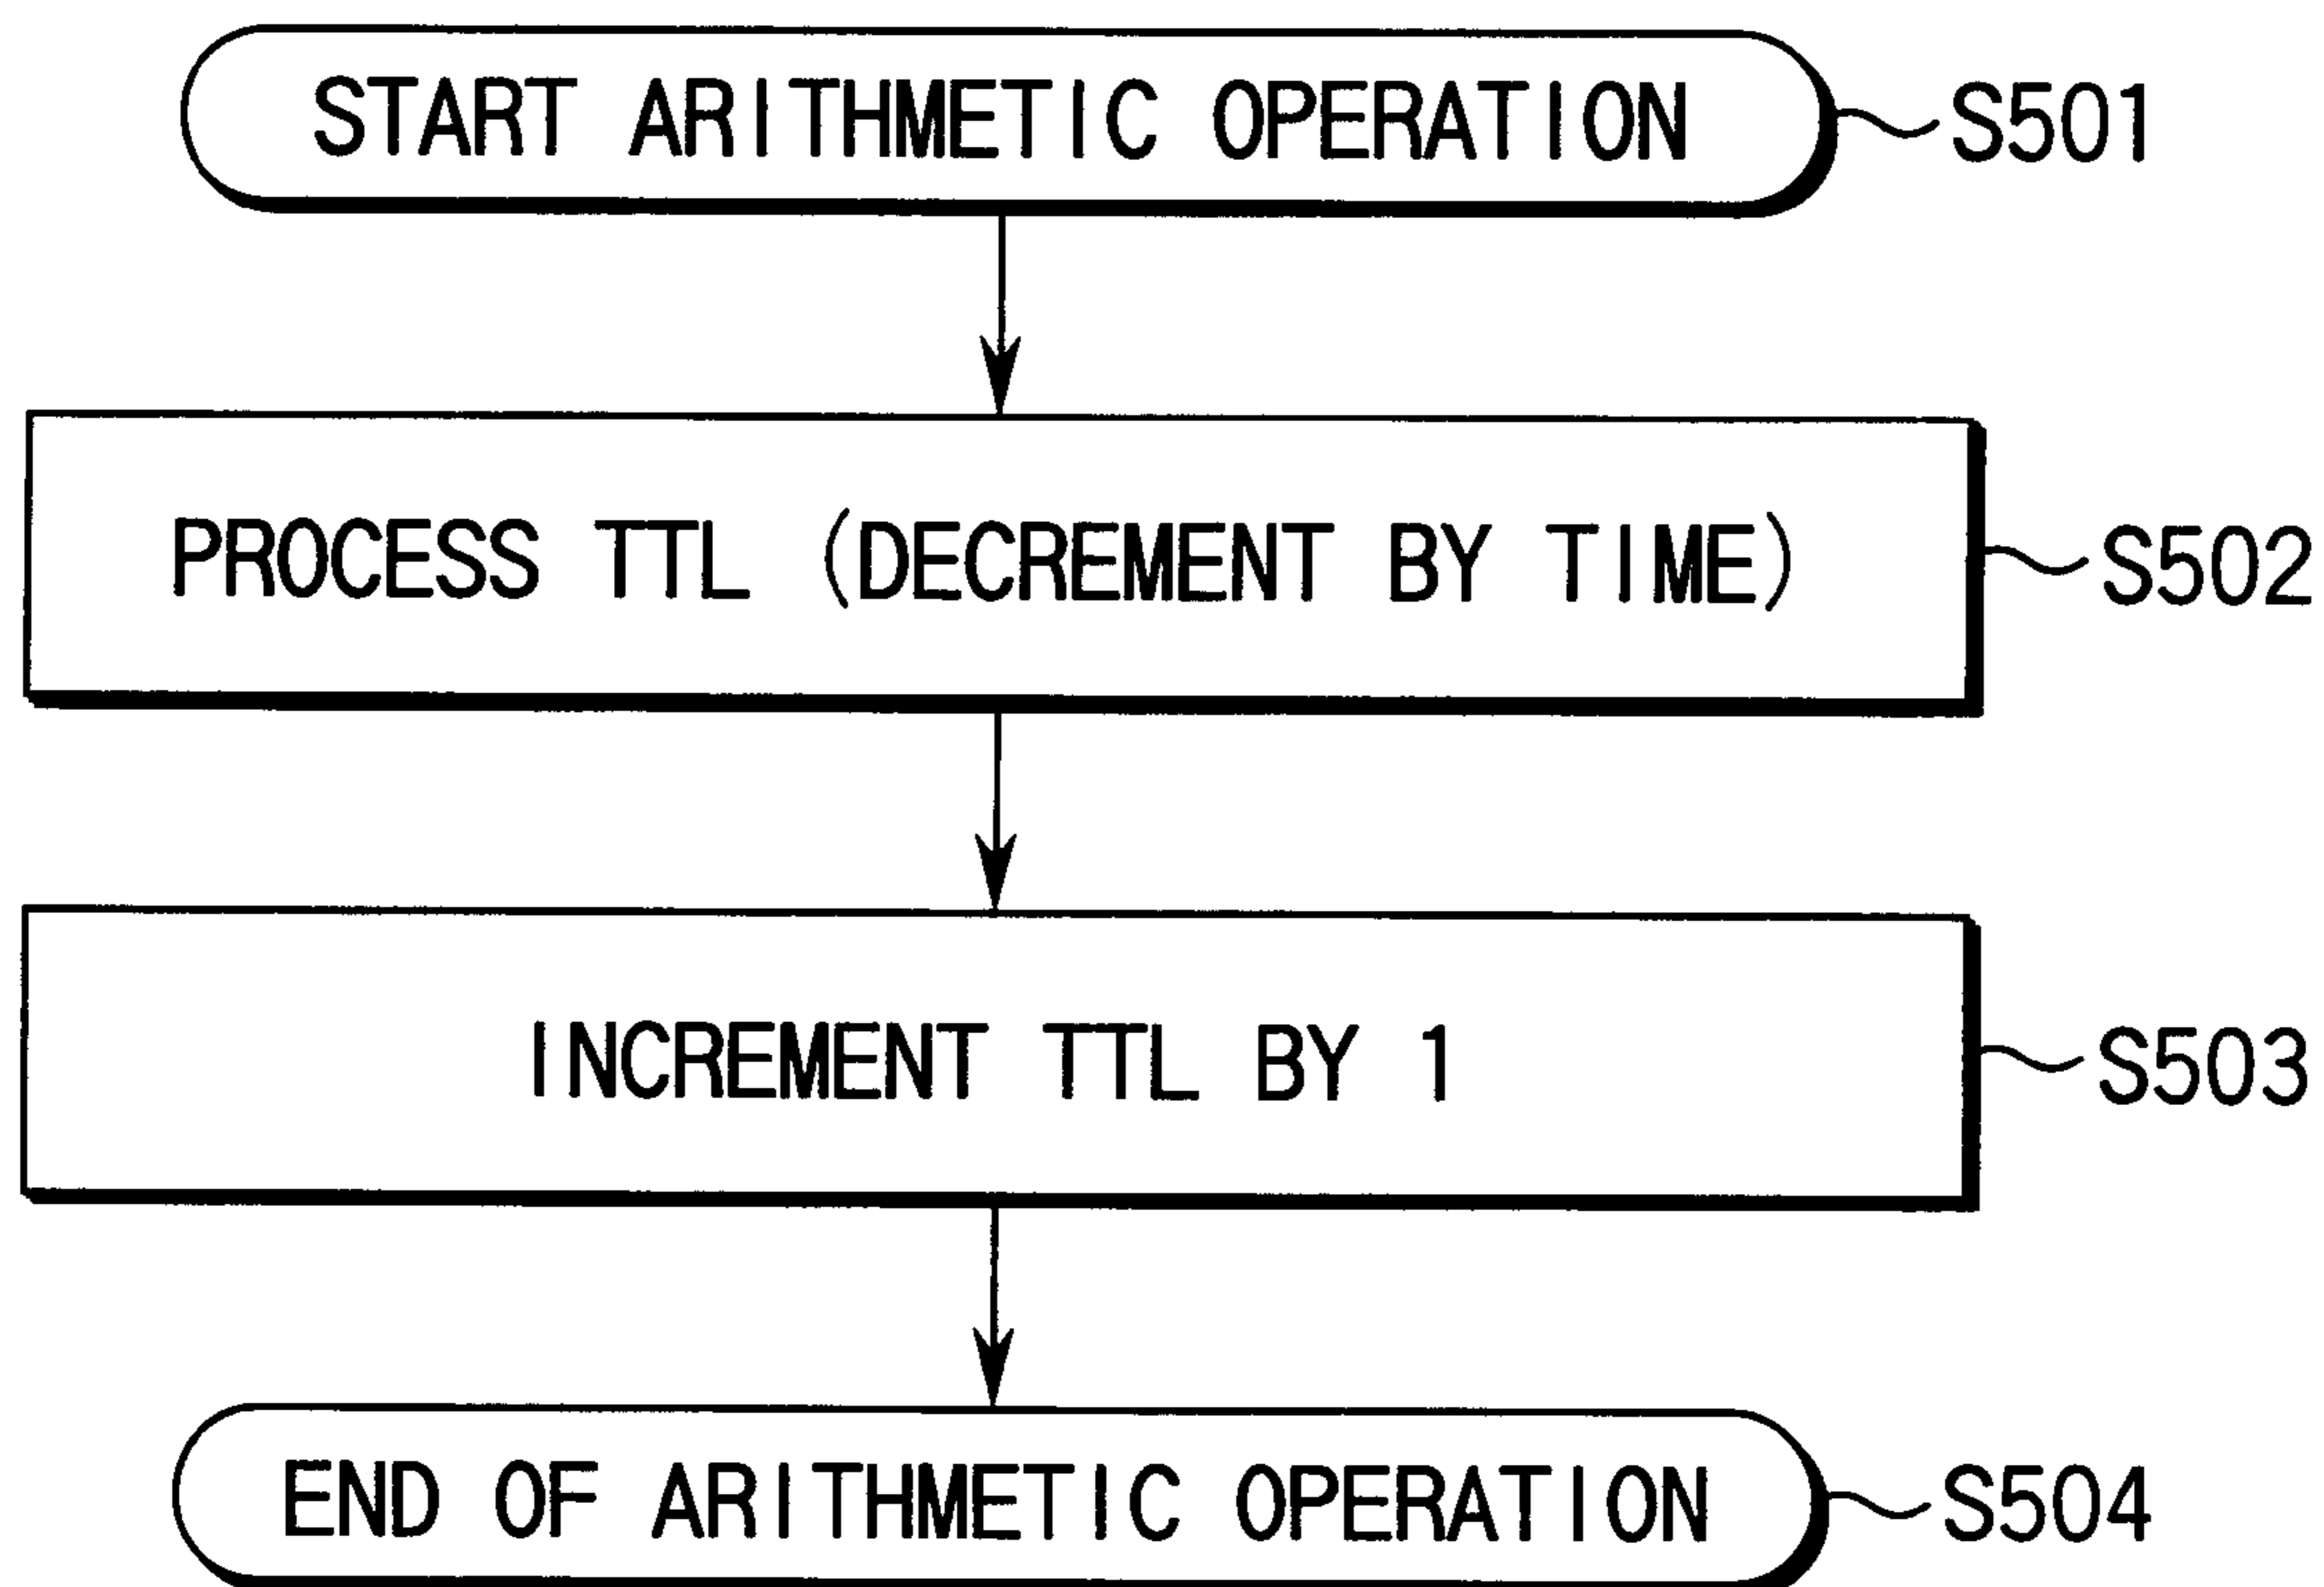 START ARITHMETIC OPERATION S501
PROCESS TTL (DECREMENT BY TIME) S502
INCREMENT TTL BY 1 S503
END OF ARITHMETIC OPERATION S504